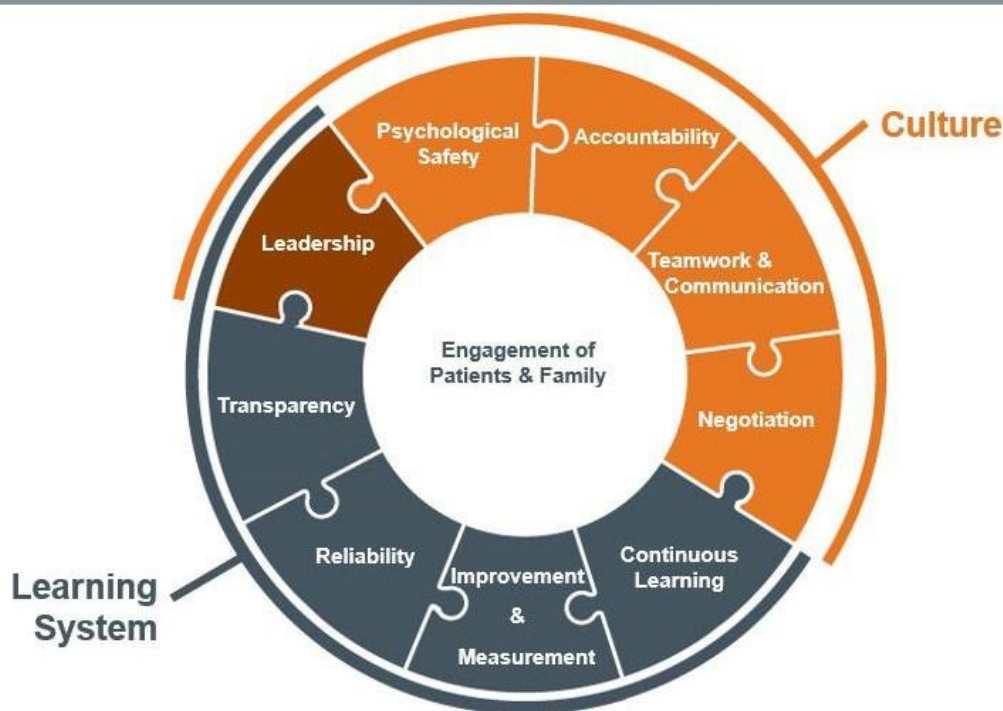 Culture
Psychological
Safety
Accountability
Leadership
Teamwork &
Communication
Engagement of
Patients & Family
Transparency
Negotiation
Reliability
Improvement
&
Measurement
Continuous
Learning
Learning
System